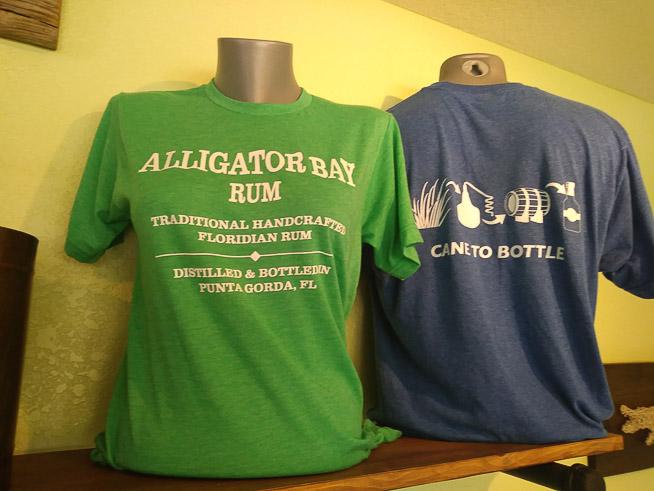 ALLIGATOR BAY
RUM
TRADITIONAL HANDCRAFTED
FLORIDIAN RUM
DISTILLED & BOTTLED IN
PUNTA GORDA, FL
CANE TO BOTTLE